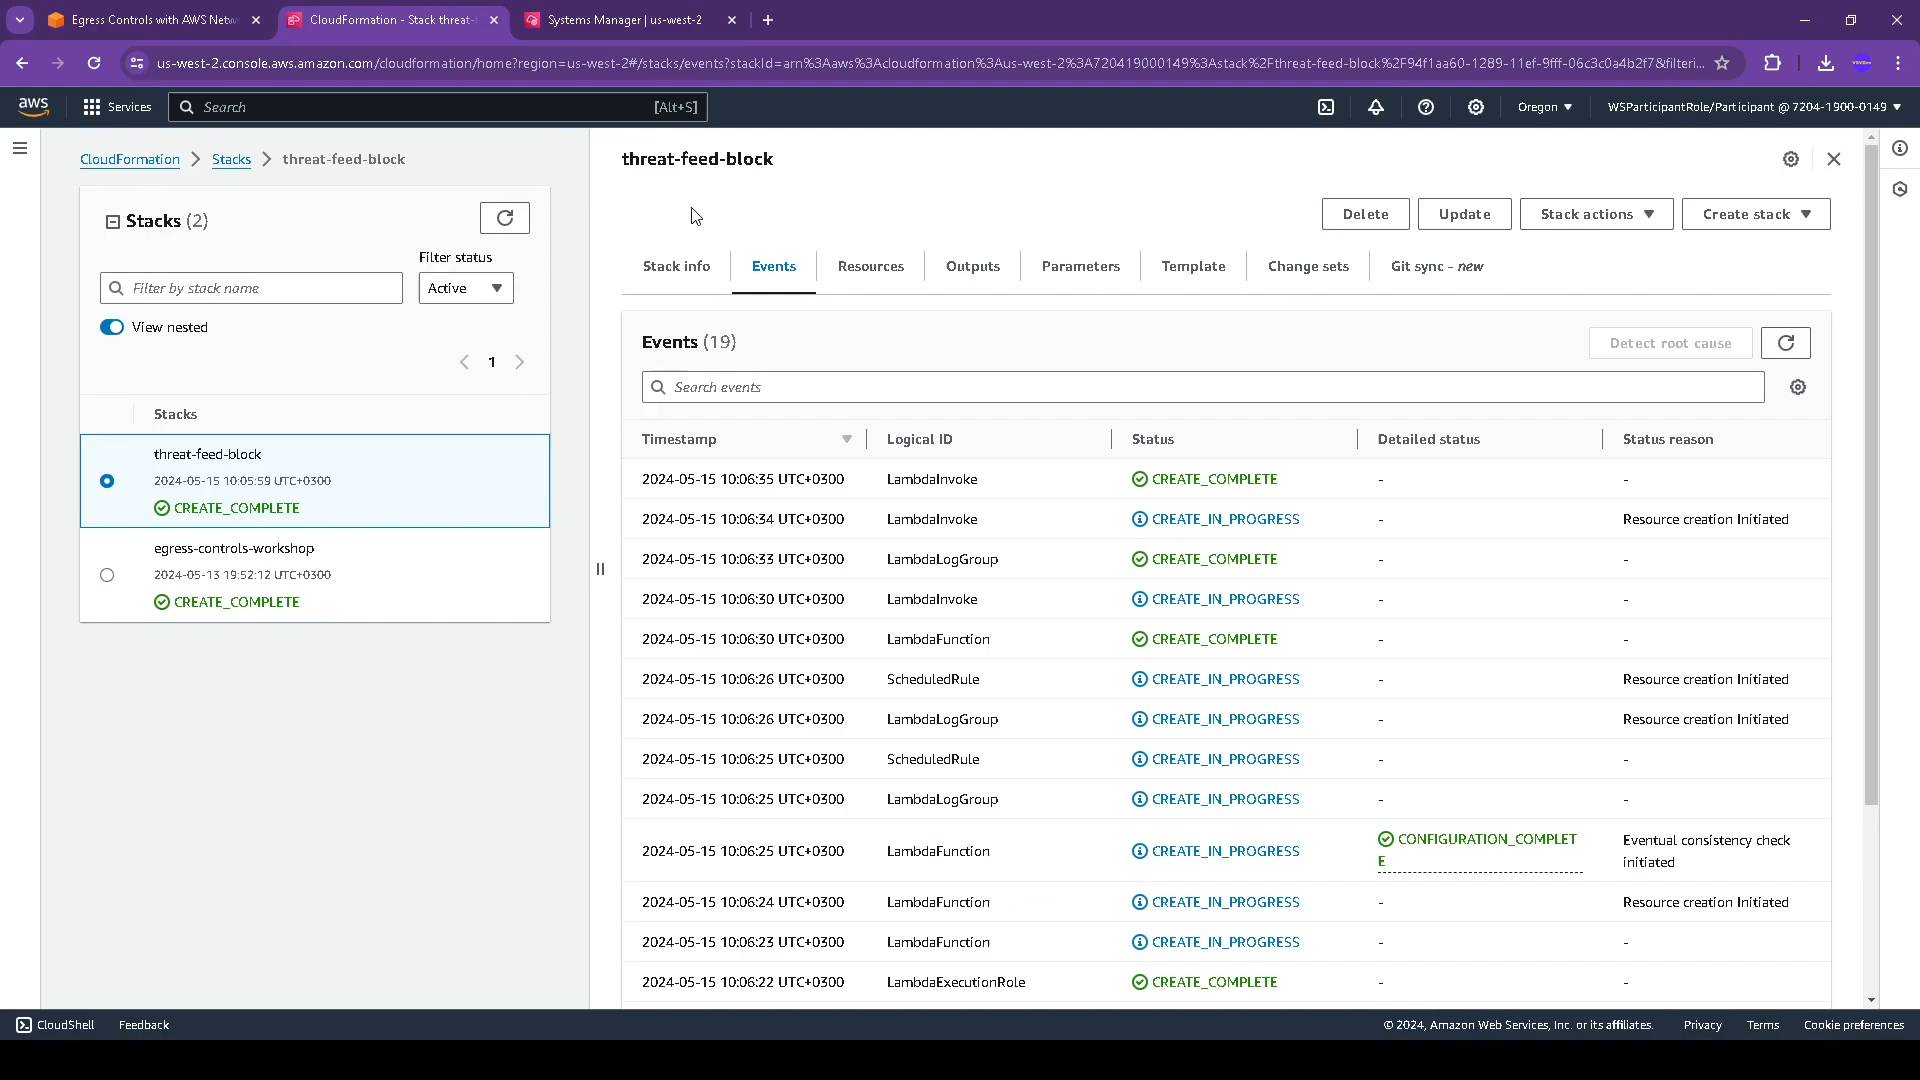 Egress Controls with AWS Netw
CloudFormation - Stack threat-
Systems Manager | us-west-2
us-west-2.console.aws.amazon.com/cloudformation/home?region=us-west-2#/stacks/events?stackId=arn%3Aaws%3Acloudformation%3Aus-west-2%3A720419000149%3Astack%2Fthreat-feed-block%2F94f1aa60-1289-11ef-9fff-06c3c0a4b2f7&filteri...
aws
Services
Search
[Alt+S]
Oregon
WSParticipantRole/Participant @ 7204-1900-0149
CloudFormation
Stacks
threat-feed-block
Stacks (2)
Filter status
Filter by stack name
Active
View nested
1
Stacks
threat-feed-block
2024-05-15 10:05:59 UTC+0300
CREATE_COMPLETE
egress-controls-workshop
2024-05-13 19:52:12 UTC+0300
CREATE_COMPLETE
threat-feed-block
Delete
Update
Stack actions
Create stack
Stack info
Events
Resources
Outputs
Parameters
Template
Change sets
Git sync - new
Events (19)
Detect root cause
Search events
Timestamp Logical ID Status Detailed status Status reason
2024-05-15 10:06:35 UTC+0300 LambdaInvoke CREATE_COMPLETE - -
2024-05-15 10:06:34 UTC+0300 LambdaInvoke CREATE_IN_PROGRESS - Resource creation Initiated
2024-05-15 10:06:33 UTC+0300 LambdaLogGroup CREATE_COMPLETE - -
2024-05-15 10:06:30 UTC+0300 LambdaInvoke CREATE_IN_PROGRESS - -
2024-05-15 10:06:30 UTC+0300 LambdaFunction CREATE_COMPLETE - -
2024-05-15 10:06:26 UTC+0300 ScheduledRule CREATE_IN_PROGRESS - Resource creation Initiated
2024-05-15 10:06:26 UTC+0300 LambdaLogGroup CREATE_IN_PROGRESS - Resource creation Initiated
2024-05-15 10:06:25 UTC+0300 ScheduledRule CREATE_IN_PROGRESS - -
2024-05-15 10:06:25 UTC+0300 LambdaLogGroup CREATE_IN_PROGRESS - -
2024-05-15 10:06:25 UTC+0300 LambdaFunction CREATE_IN_PROGRESS CONFIGURATION_COMPLET
E Eventual consistency check
initiated
2024-05-15 10:06:24 UTC+0300 LambdaFunction CREATE_IN_PROGRESS - Resource creation Initiated
2024-05-15 10:06:23 UTC+0300 LambdaFunction CREATE_IN_PROGRESS - -
2024-05-15 10:06:22 UTC+0300 LambdaExecutionRole CREATE_COMPLETE - -
CloudShell
Feedback
© 2024, Amazon Web Services, Inc. or its affiliates.
Privacy
Terms
Cookie preferences